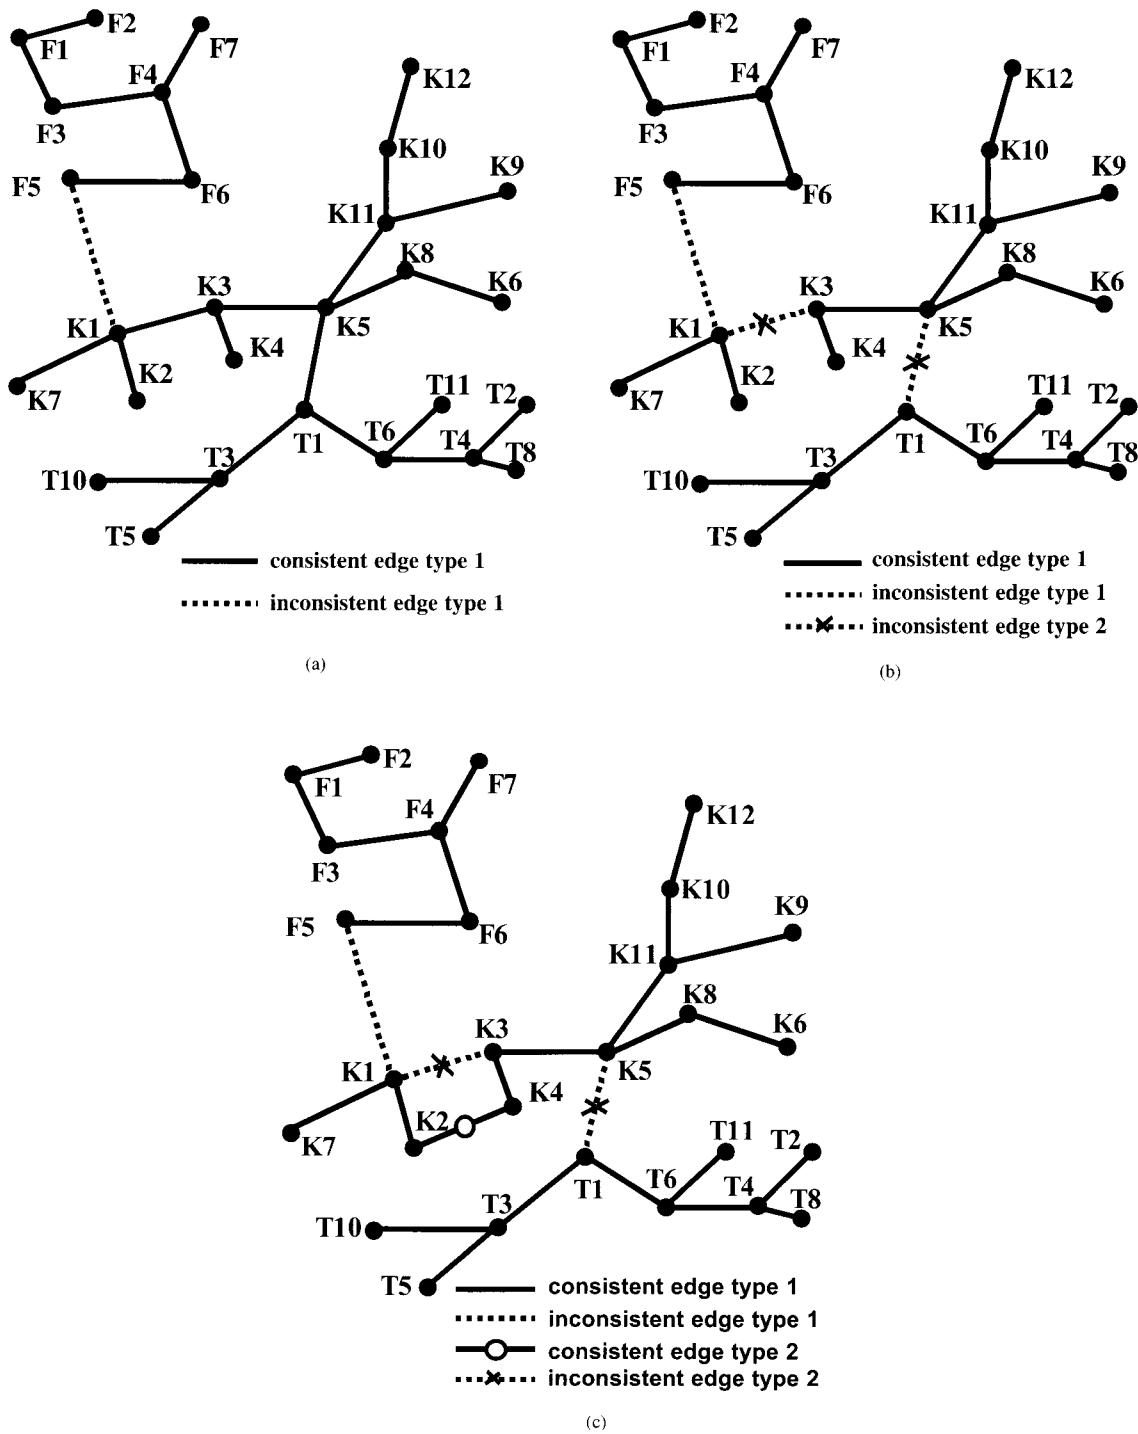 F2
F1
F7
F4
F3
K12
K10
F5
F6
K9
K11
K8
K3
K6
K1
K5
K4
K2
K7
T11
T2
T6
T1
T4
T8
T3
T10
T5
consistent edge type 1
inconsistent edge type 1
(a)
F2
F1
F7
F4
F3
K12
K10
F5
F6
K9
K11
K8
K3
K6
K1
K5
K4
K2
K7
T11
T2
T6
T1
T4
T8
T3
T10
T5
consistent edge type 1
inconsistent edge type 1
inconsistent edge type 2
(b)
F2
F1
F7
F4
F3
K12
K10
F5
F6
K9
K11
K8
K3
K6
K1
K5
K4
K2
K7
T11
T2
T6
T1
T4
T8
T3
T10
T5
consistent edge type 1
inconsistent edge type 1
consistent edge type 2
inconsistent edge type 2
(c)